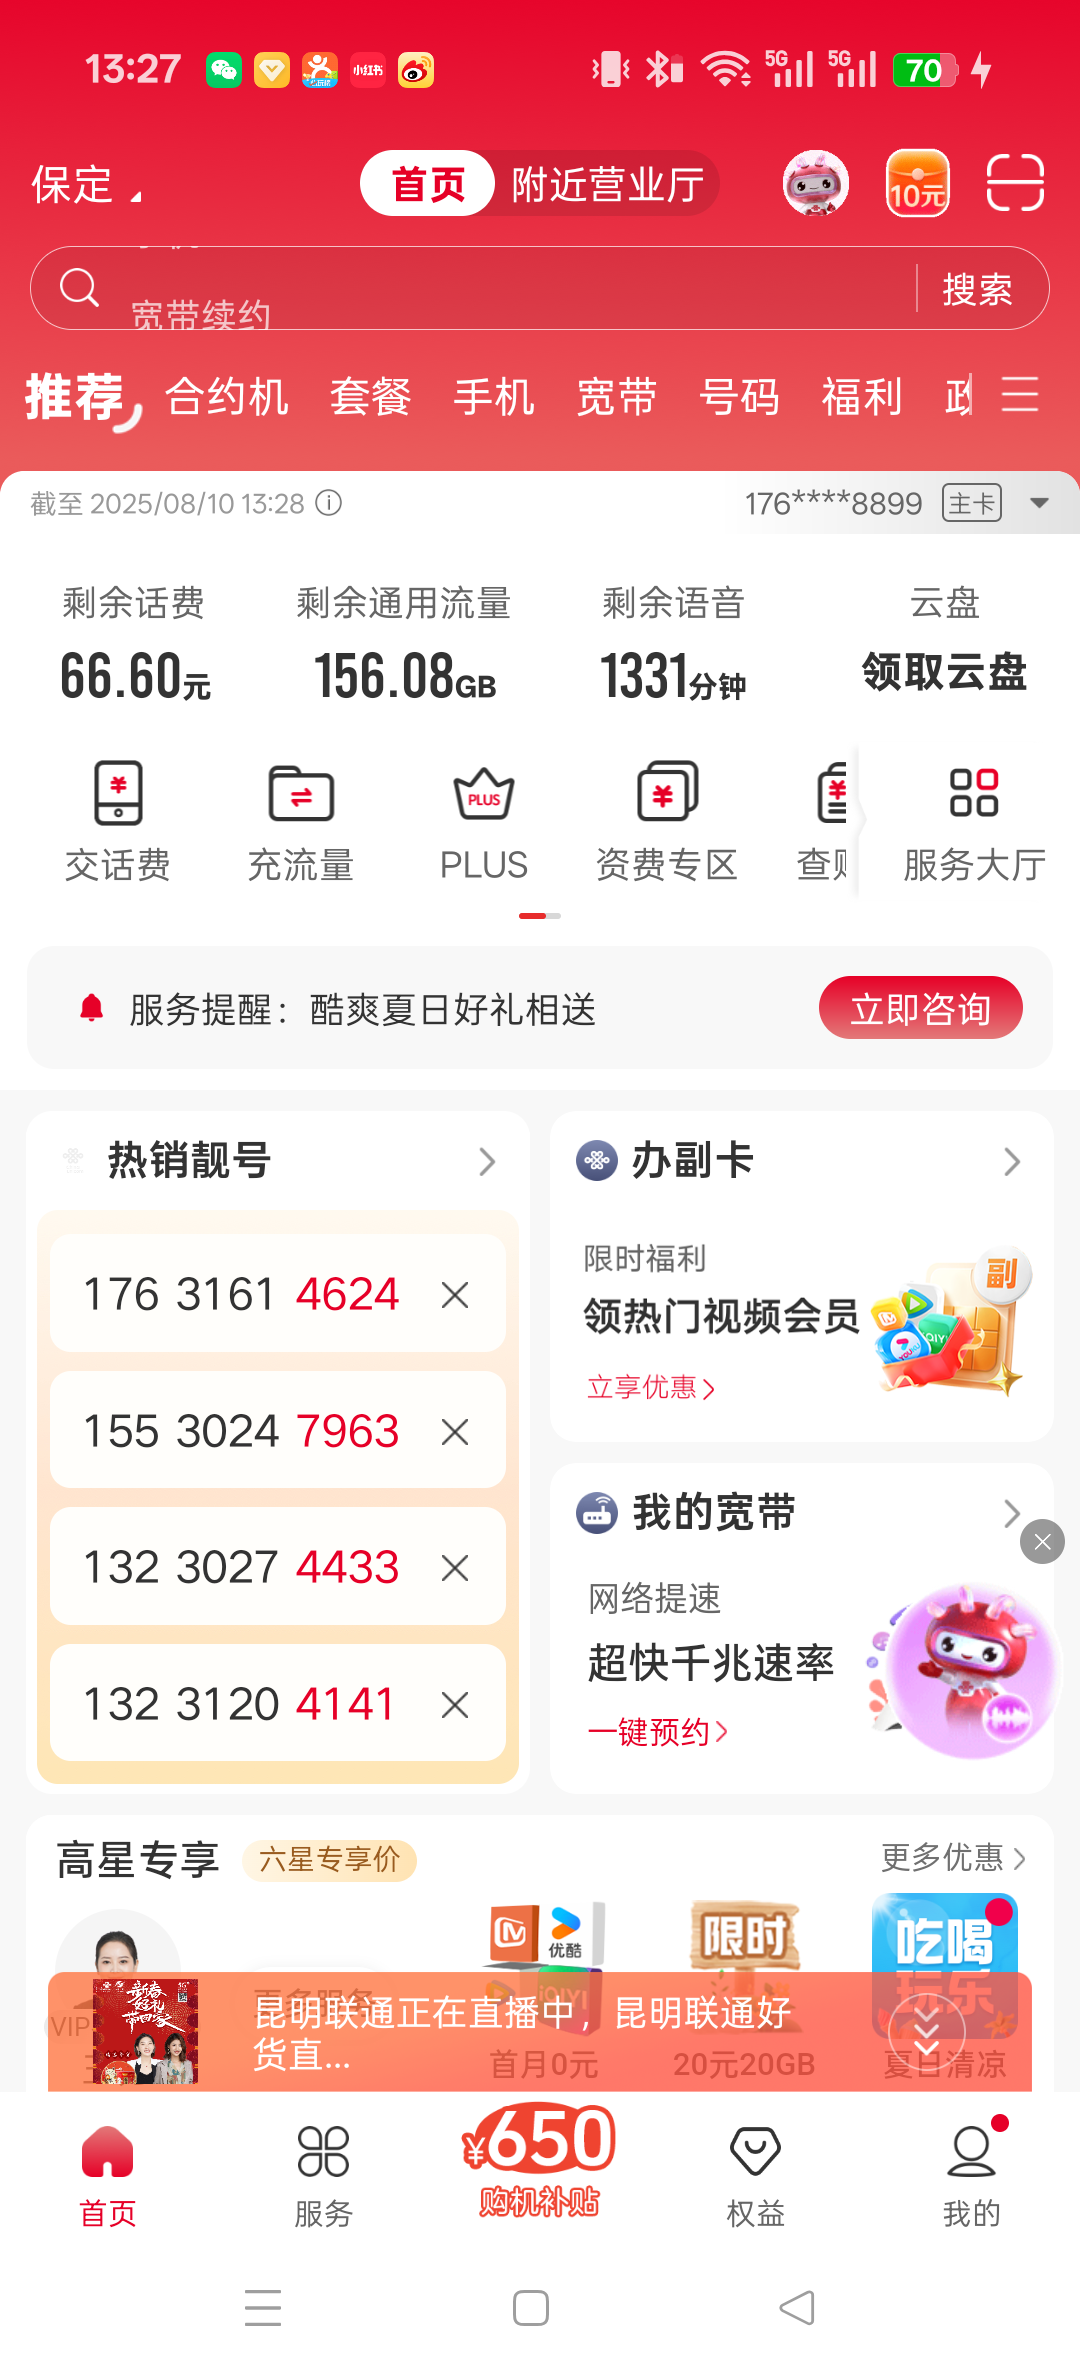 13:27
小红书
5G
5G
70
保定
首页
附近营业厅
10元
宽带续约
搜索
推荐
合约机
套餐
手机
宽带
号码
福利
截至 2025/08/10 13:28
176****8899
主卡
剩余话费
剩余通用流量
剩余语音
云盘
66.60元
156.08GB
1331分钟
领取云盘
交话费
充流量
PLUS
PLUS
资费专区
服务大厅
服务提醒：酷爽夏日好礼相送
立即咨询
热销靓号
176 3161 4624
155 3024 7963
132 3027 4433
132 3120 4141
办副卡
限时福利
领热门视频会员
立享优惠
副
我的宽带
网络提速
超快千兆速率
一键预约
高星专享
六星专享价
更多优惠
优酷
限时
吃喝
玩乐
VIP
更多服务
昆明联通正在直播中，昆明联通好
货直...
新春
好礼
带回家
首月0元
20元20GB
夏日清凉
首页
服务
¥650
购机补贴
权益
我的